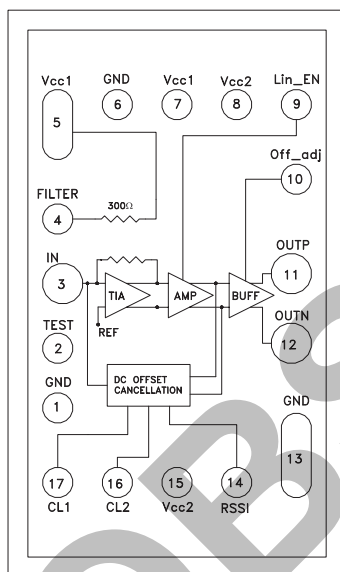 Vcc1 GND Vcc1 Vcc2 Lin_EN
5 6 7 8 9
Off_adj
10
FILTER
4 300Ω
IN OUTP
3 TIA AMP BUFF 11
REF
TEST OUTN
2 12
GND
1
DC OFFSET
CANCELLATION
GND
13
17 16 15 14
CL1 CL2 Vcc2 RSSI